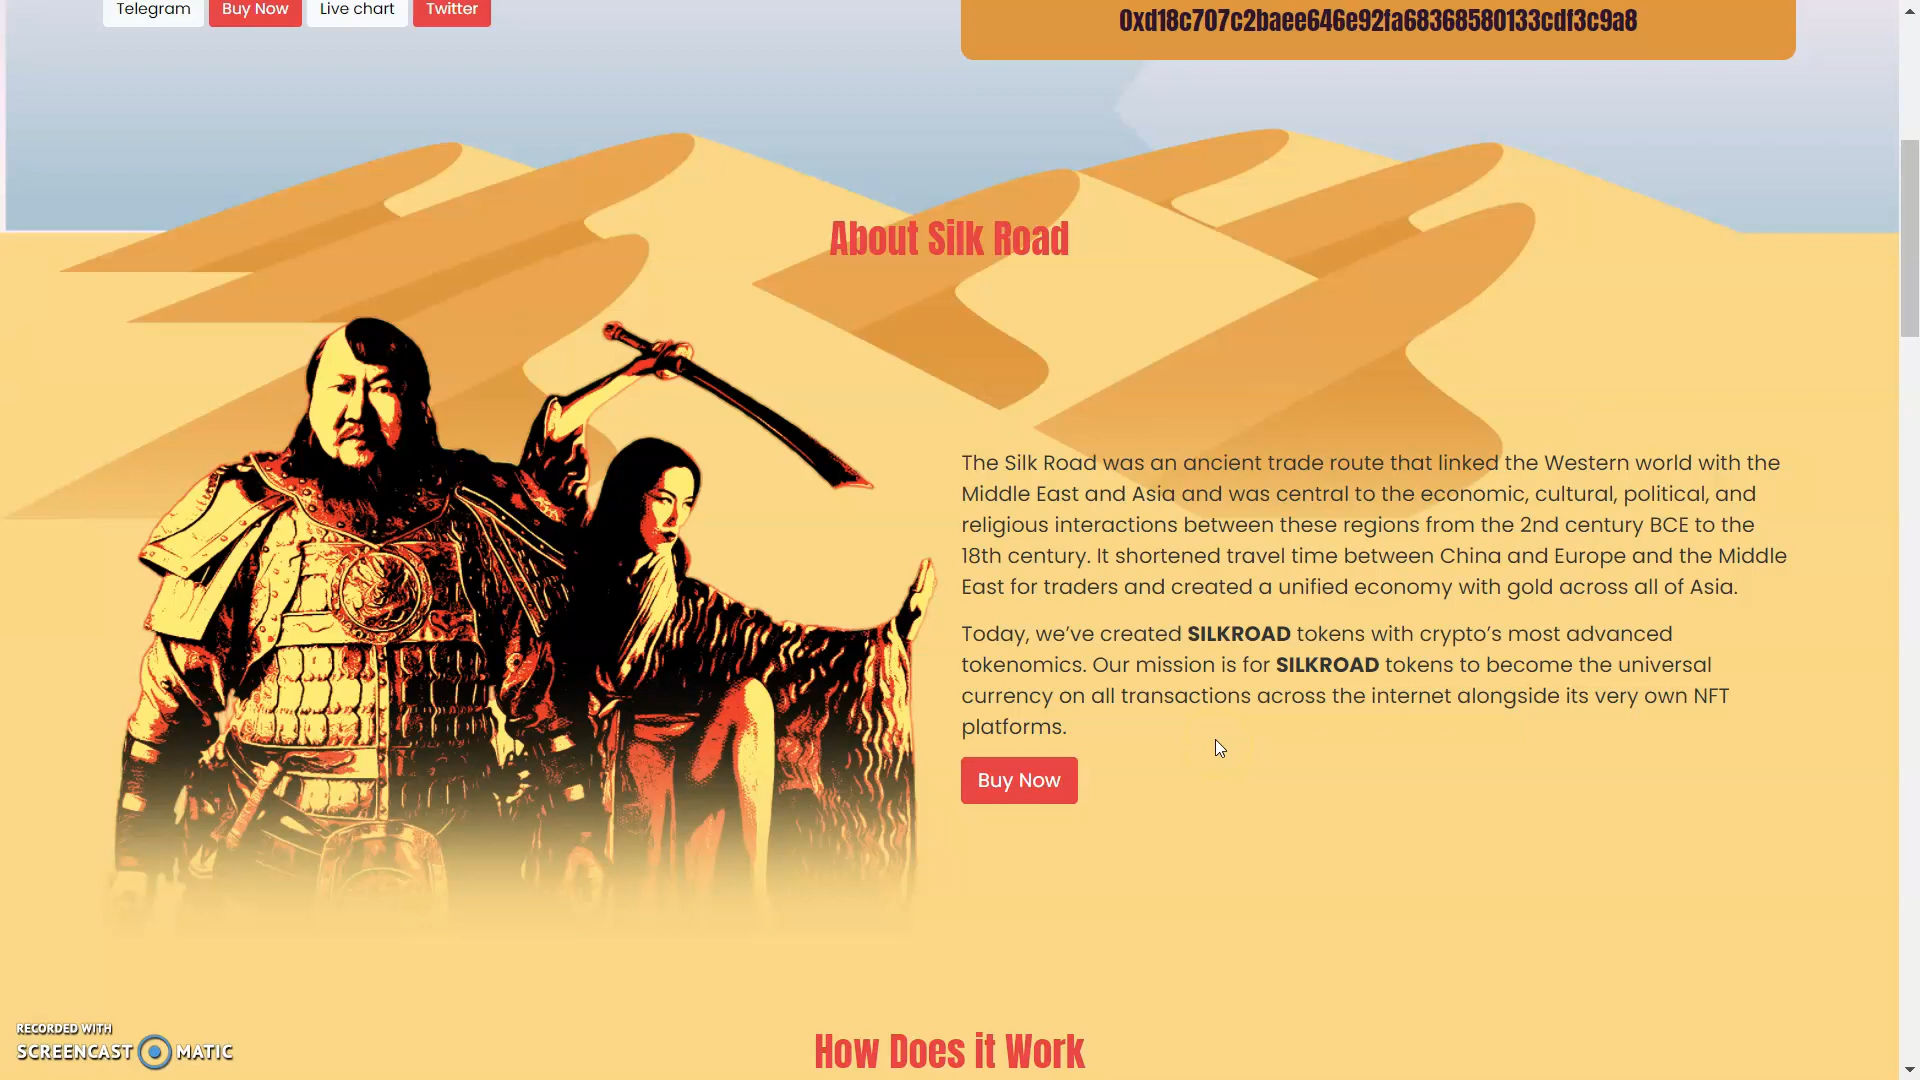 Telegram
Buy Now
Live chart
Twitter
0xd18c707c2baee646e92fa68368580133cdf3c9a8
About Silk Road
The Silk Road was an ancient trade route that linked the Western world with the
Middle East and Asia and was central to the economic, cultural, political, and
religious interactions between these regions from the 2nd century BCE to the
18th century. It shortened travel time between China and Europe and the Middle
East for traders and created a unified economy with gold across all of Asia.
Today, we’ve created SILKROAD tokens with crypto’s most advanced
tokenomics. Our mission is for SILKROAD tokens to become the universal
currency on all transactions across the internet alongside its very own NFT
platforms.
Buy Now
How Does it Work
RECORDED WITH
SCREENCAST MATIC